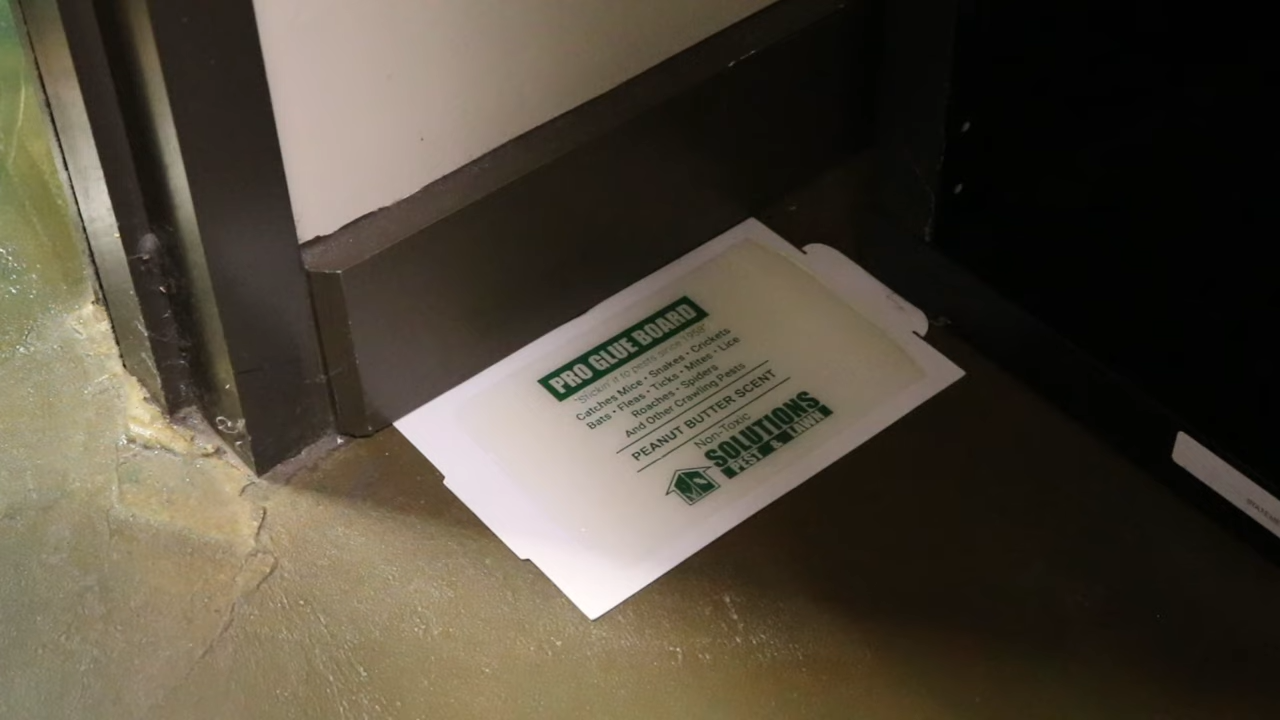 PRO GLUE BOARD
"Stickin' it to pests since 1958"
Catches Mice • Snakes • Crickets
Bats • Fleas • Ticks • Mites • Lice
Roaches • Spiders
And Other Crawling Pests
PEANUT BUTTER SCENT
Non-Toxic
SOLUTIONS
PEST & LAWN